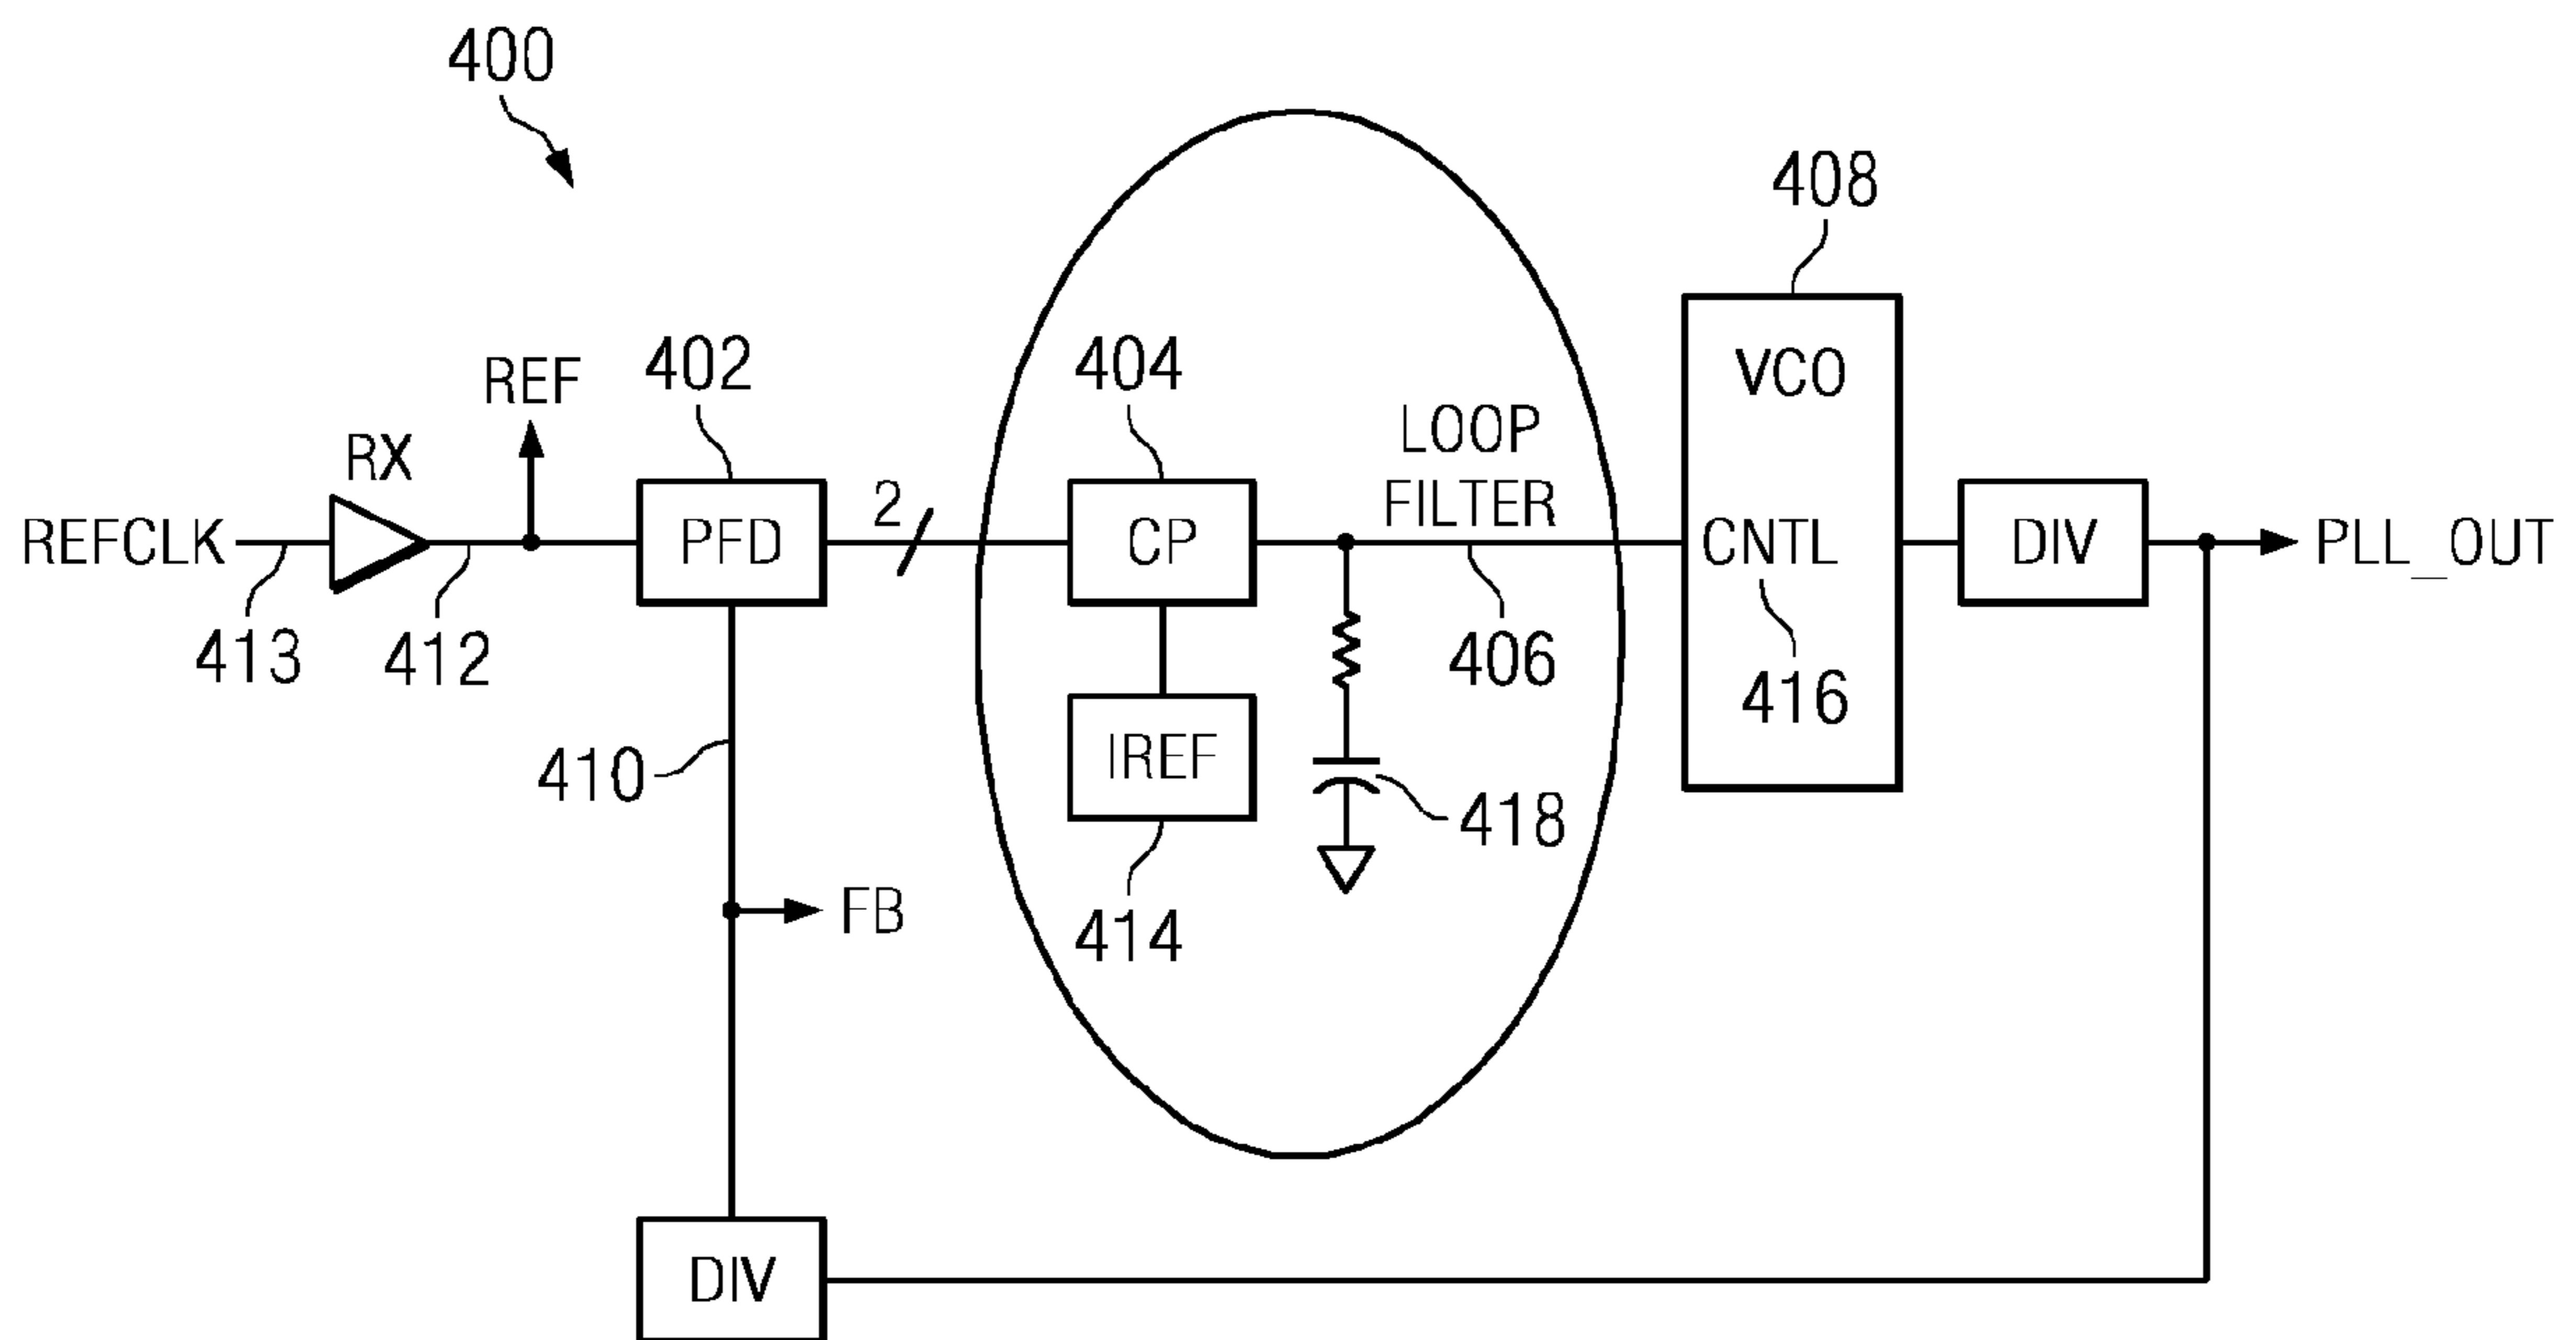 400
408
REF
402
404
RX
LOOP
FILTER
VCO
REFCLK
PFD
2
CP
CNTL
DIV
PLL_OUT
413
412
406
416
410
IREF
418
FB
414
DIV